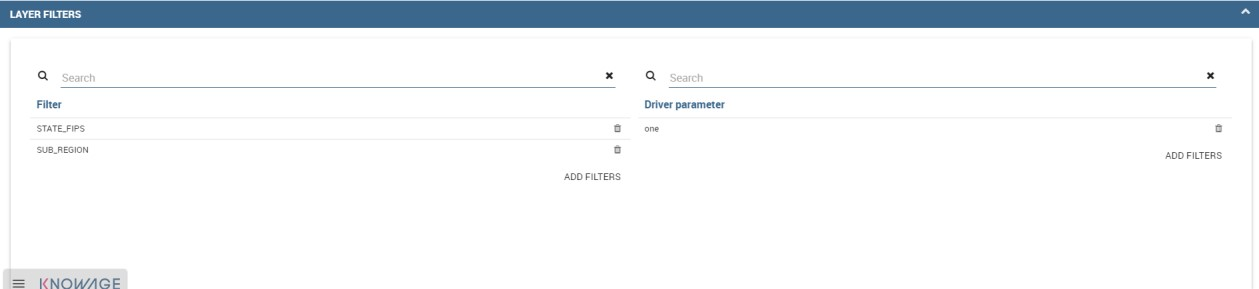 LAYER FILTERS
Search
Search
Filter
Driver parameter
STATE_FIPS
one
SUB_REGION
ADD FILTERS
ADD FILTERS
KNOWAGE